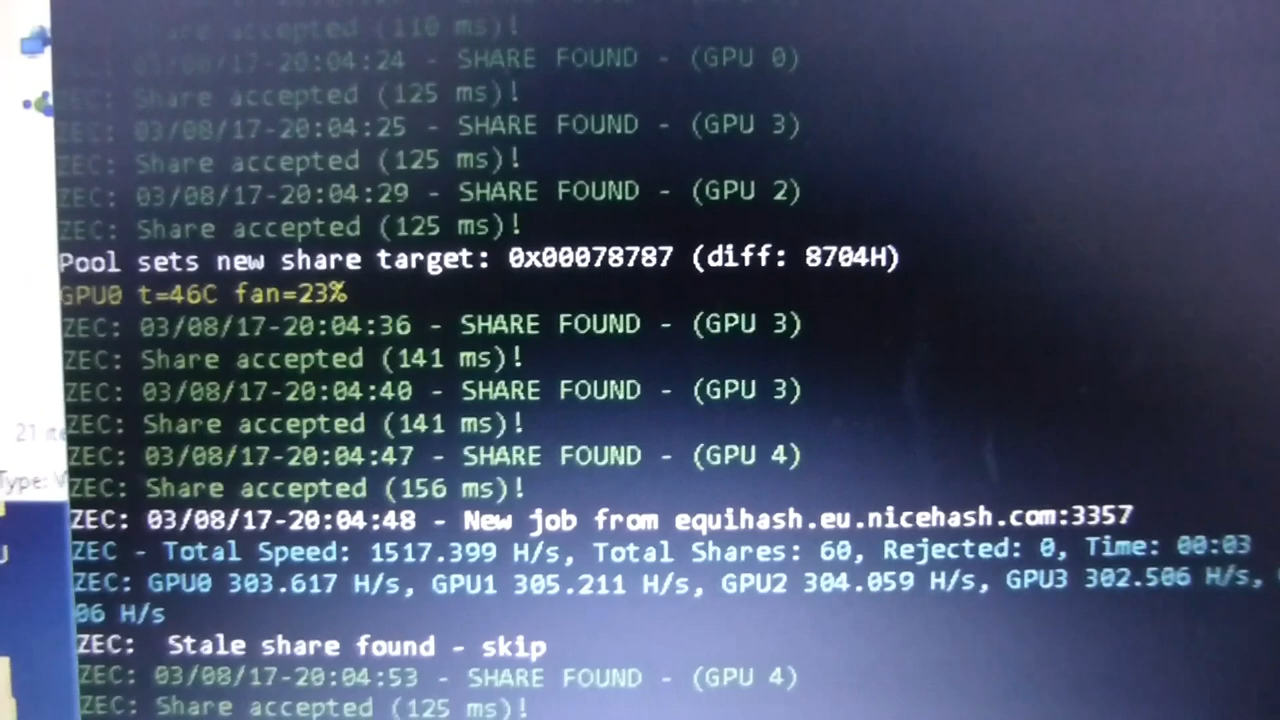 Share accepted (110 ms)!
03/08/17-20:04:24 - SHARE FOUND - (GPU 0)
ZEC: Share accepted (125 ms)!
ZEC: 03/08/17-20:04:25 - SHARE FOUND - (GPU 3)
ZEC: Share accepted (125 ms)!
ZEC: 03/08/17-20:04:29 - SHARE FOUND - (GPU 2)
ZEC: Share accepted (125 ms)!
Pool sets new share target: 0x00078787 (diff: 8704H)
GPU0 t=46C fan=23%
ZEC: 03/08/17-20:04:36 - SHARE FOUND - (GPU 3)
ZEC: Share accepted (141 ms)!
ZEC: 03/08/17-20:04:40 - SHARE FOUND - (GPU 3)
21
ZEC: Share accepted (141 ms)!
ZEC: 03/08/17-20:04:47 - SHARE FOUND - (GPU 4)
Type:
ZEC: Share accepted (156 ms)!
ZEC: 03/08/17-20:04:48 - New job from equihash.eu.nicehash.com:3357
ZEC - Total Speed: 1517.399 H/s, Total Shares: 60, Rejected: 0, Time: 00:03
ZEC: GPU0 303.617 H/s, GPU1 305.211 H/s, GPU2 304.059 H/s, GPU3 302.506 H/s,
06 H/s
ZEC: Stale share found - skip
ZEC: 03/08/17-20:04:53 - SHARE FOUND - (GPU 4)
ZEC: Share accepted (125 ms)!